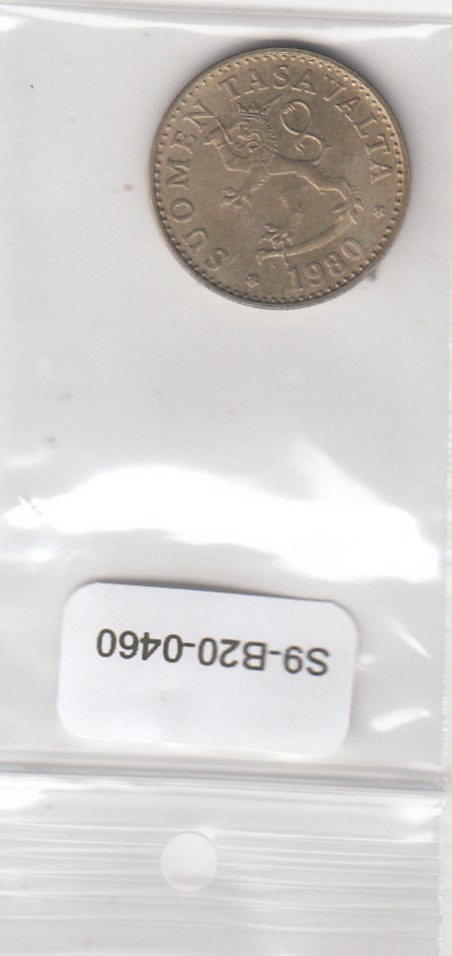 SUOMEN TASAVALTA
* 1980 *
S9-B20-0460